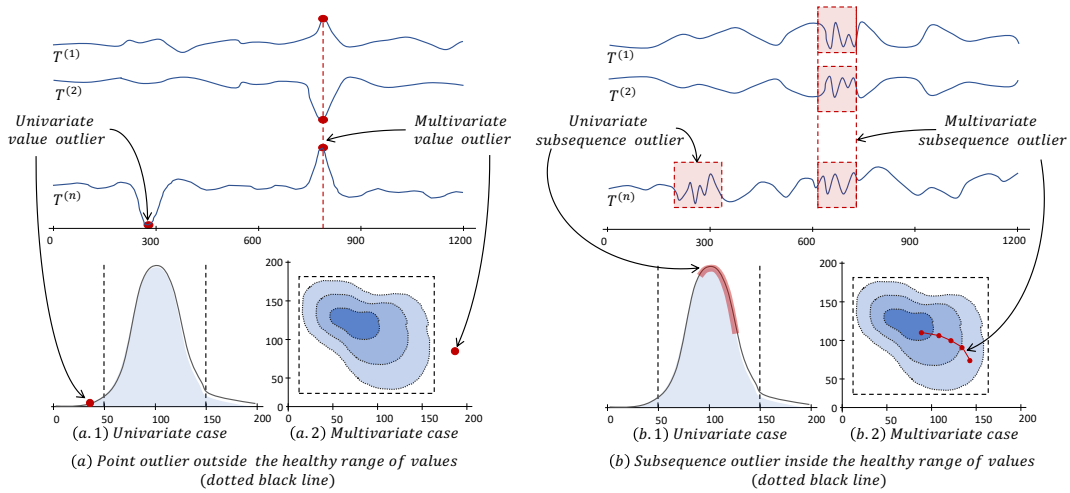 T(1)
T(2)
Univariate
value outlier
Multivariate
value outlier
T(n)
0 300 600 900 1200
200
150
100
50
0 50 100 150 200
0 50 100 150 200
(a.1) Univariate case
(a.2) Multivariate case
(a) Point outlier outside the healthy range of values
(dotted black line)
T(1)
T(2)
Univariate
subsequence outlier
Multivariate
subsequence outlier
T(n)
0 300 600 900 1200
200
150
100
50
0 50 100 150 200
0 50 100 150 200
(b.1) Univariate case
(b.2) Multivariate case
(b) Subsequence outlier inside the healthy range of values
(dotted black line)